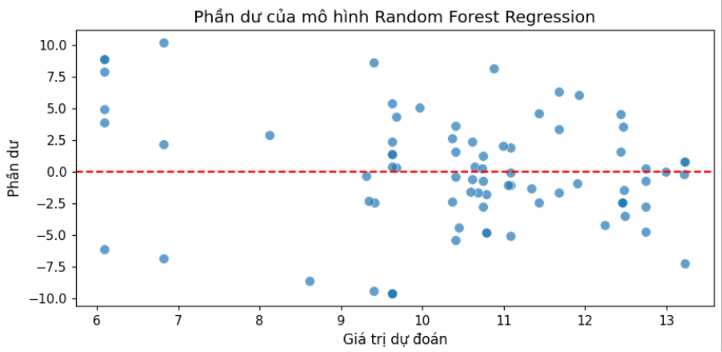 Phần dư của mô hình Random Forest Regression
10.0
7.5
5.0
2.5
0.0
−2.5
−5.0
−7.5
−10.0
Phần dư
6 7 8 9 10 11 12 13
Giá trị dự đoán